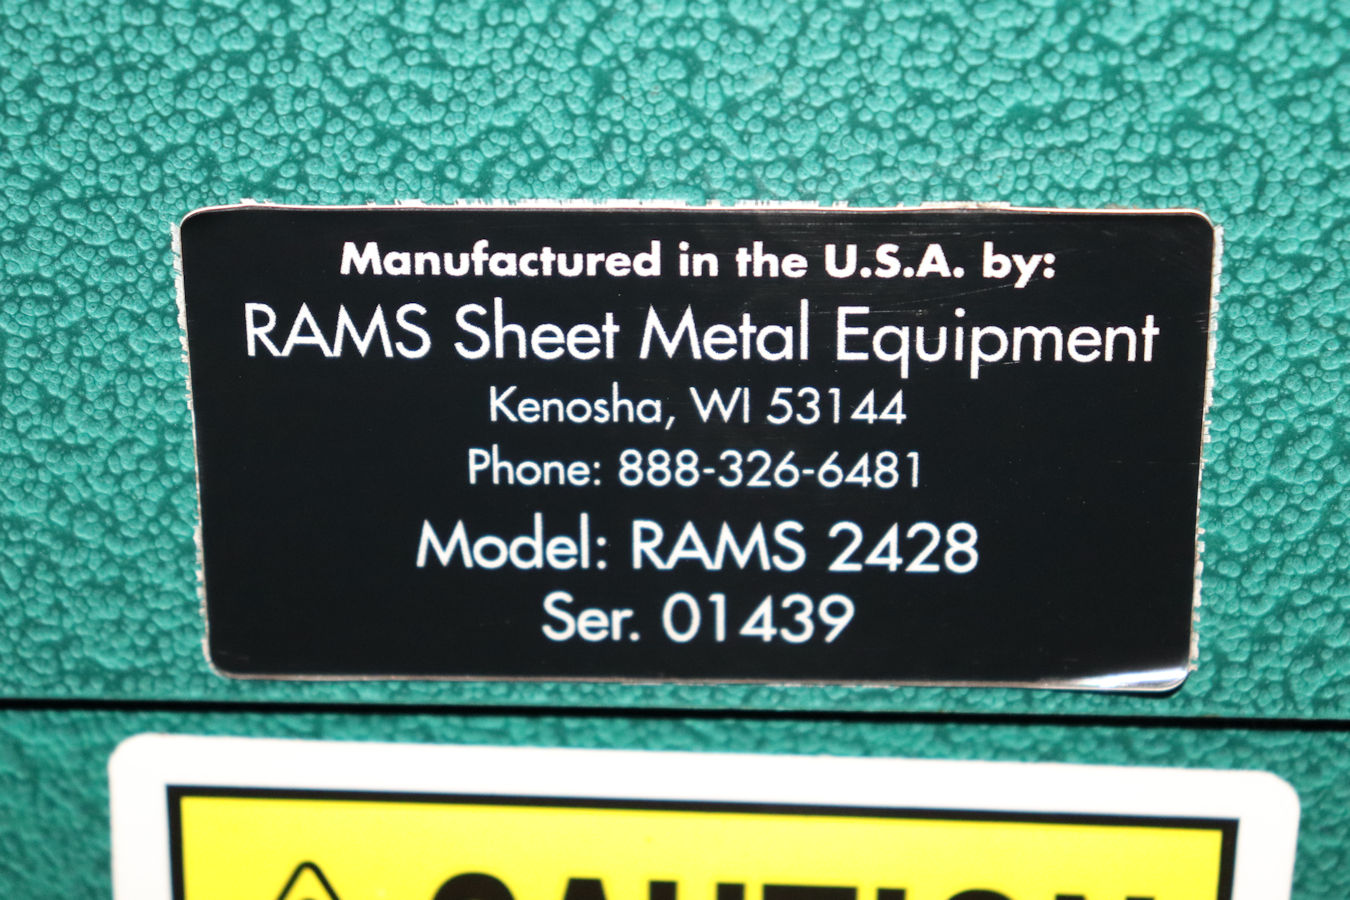 Manufactured in the U.S.A. by:
RAMS Sheet Metal Equipment
Kenosha, WI 53144
Phone: 888-326-6481
Model: RAMS 2428
Ser. 01439
CAUTION